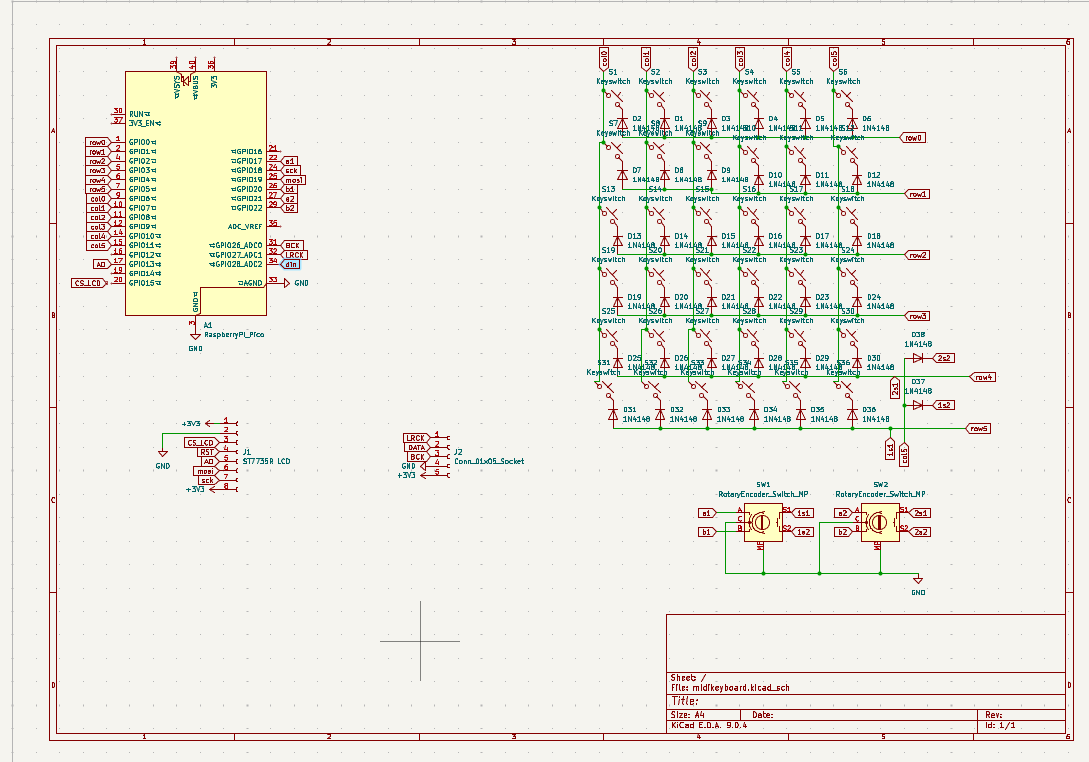 1 2 3 4 5 6
A
B
C
D
39 40 36
VSYS VBUS 3V3
30 RUN
37 3V3_EN
row0 1 GPIO0
row1 2 GPIO1
row2 4 GPIO2
row3 5 GPIO3
row4 6 GPIO4
row5 7 GPIO5
col0 9 GPIO6
col1 10 GPIO7
col2 11 GPIO8
col3 12 GPIO9
col4 14 GPIO10
col5 15 GPIO11
16 GPIO12
AO 17 GPIO13
19 GPIO14
CS_LCD 20 GPIO15
GPIO16 21
GPIO17 22 a1
GPIO18 24 sck
GPIO19 25 mosi
GPIO20 26 b1
GPIO21 27 a2
GPIO22 29 b2
ADC_VREF 35
GPIO26_ADC0 31 BCK
GPIO27_ADC1 32 LRCK
GPIO28_ADC2 34 din
AGND 33 GND
GND
3
A1
RaspberryPi_Pico
GND
col0 col1 col2 col3 col4 col5
S1 S2 S3 S4 S5 S6
Keyswitch Keyswitch Keyswitch Keyswitch Keyswitch Keyswitch
D2 D1 D3 D4 D5 D6
1N4148 1N4148 1N4148 1N4148 1N4148 1N4148
row0
S7 S8 S9
D7 D8 D9 D10 D11 D12
1N4148 1N4148 1N4148 1N4148 1N4148 1N4148
row1
S13 S14 S15 S16 S17 S18
Keyswitch Keyswitch Keyswitch Keyswitch Keyswitch Keyswitch
D13 D14 D15 D16 D17 D18
1N4148 1N4148 1N4148 1N4148 1N4148 1N4148
row2
S19 S20 S21 S22 S23 S24
Keyswitch Keyswitch Keyswitch Keyswitch Keyswitch Keyswitch
D19 D20 D21 D22 D23 D24
1N4148 1N4148 1N4148 1N4148 1N4148 1N4148
row3
S25 S26 S27 S28 S29 S30
Keyswitch Keyswitch Keyswitch Keyswitch Keyswitch Keyswitch
D25 D26 D27 D28 D29 D30
1N4148 1N4148 1N4148 1N4148 1N4148 1N4148
row4
S31 S32 S33 S34 S35 S36
Keyswitch Keyswitch Keyswitch Keyswitch Keyswitch Keyswitch
D31 D32 D33 D34 D35 D36
1N4148 1N4148 1N4148 1N4148 1N4148 1N4148
row5
D38
1N4148
2s2
2s1
D37
1N4148
1s2
1s1
col5
+3V3 1
2
CS_LCD 3
RST 4
AO 5
mosi 6
sck 7
+3V3 8
GND
J1
ST7735R LCD
LRCK 1
DATA 2
BCK 3
GND 4
+3V3 5
J2
Conn_01x05_Socket
SW1
RotaryEncoder_Switch_MP
a1 A S1 1s1
C
b1 B S2 1s2
MP
SW2
RotaryEncoder_Switch_MP
a2 A S1 2s1
C
b2 B S2 2s2
MP
GND
Sheet: /
File: midikeyboard.kicad_sch
Title:
Size: A4 Date: Rev:
KiCad E.D.A. 9.0.4 Id: 1/1
1 2 3 4 5 6